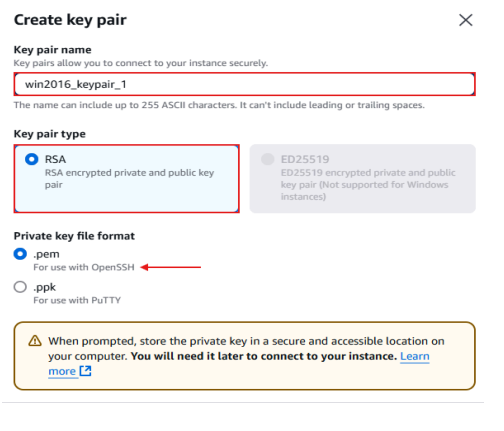 Create key pair
Key pair name
Key pairs allow you to connect to your instance securely.
win2016_keypair_1
The name can include up to 255 ASCII characters. It can't include leading or trailing spaces.
Key pair type
RSA
RSA encrypted private and public key
pair
ED25519
ED25519 encrypted private and public
key pair (Not supported for Windows
instances)
Private key file format
.pem
For use with OpenSSH
.ppk
For use with PuTTY
When prompted, store the private key in a secure and accessible location on
your computer. You will need it later to connect to your instance. Learn
more